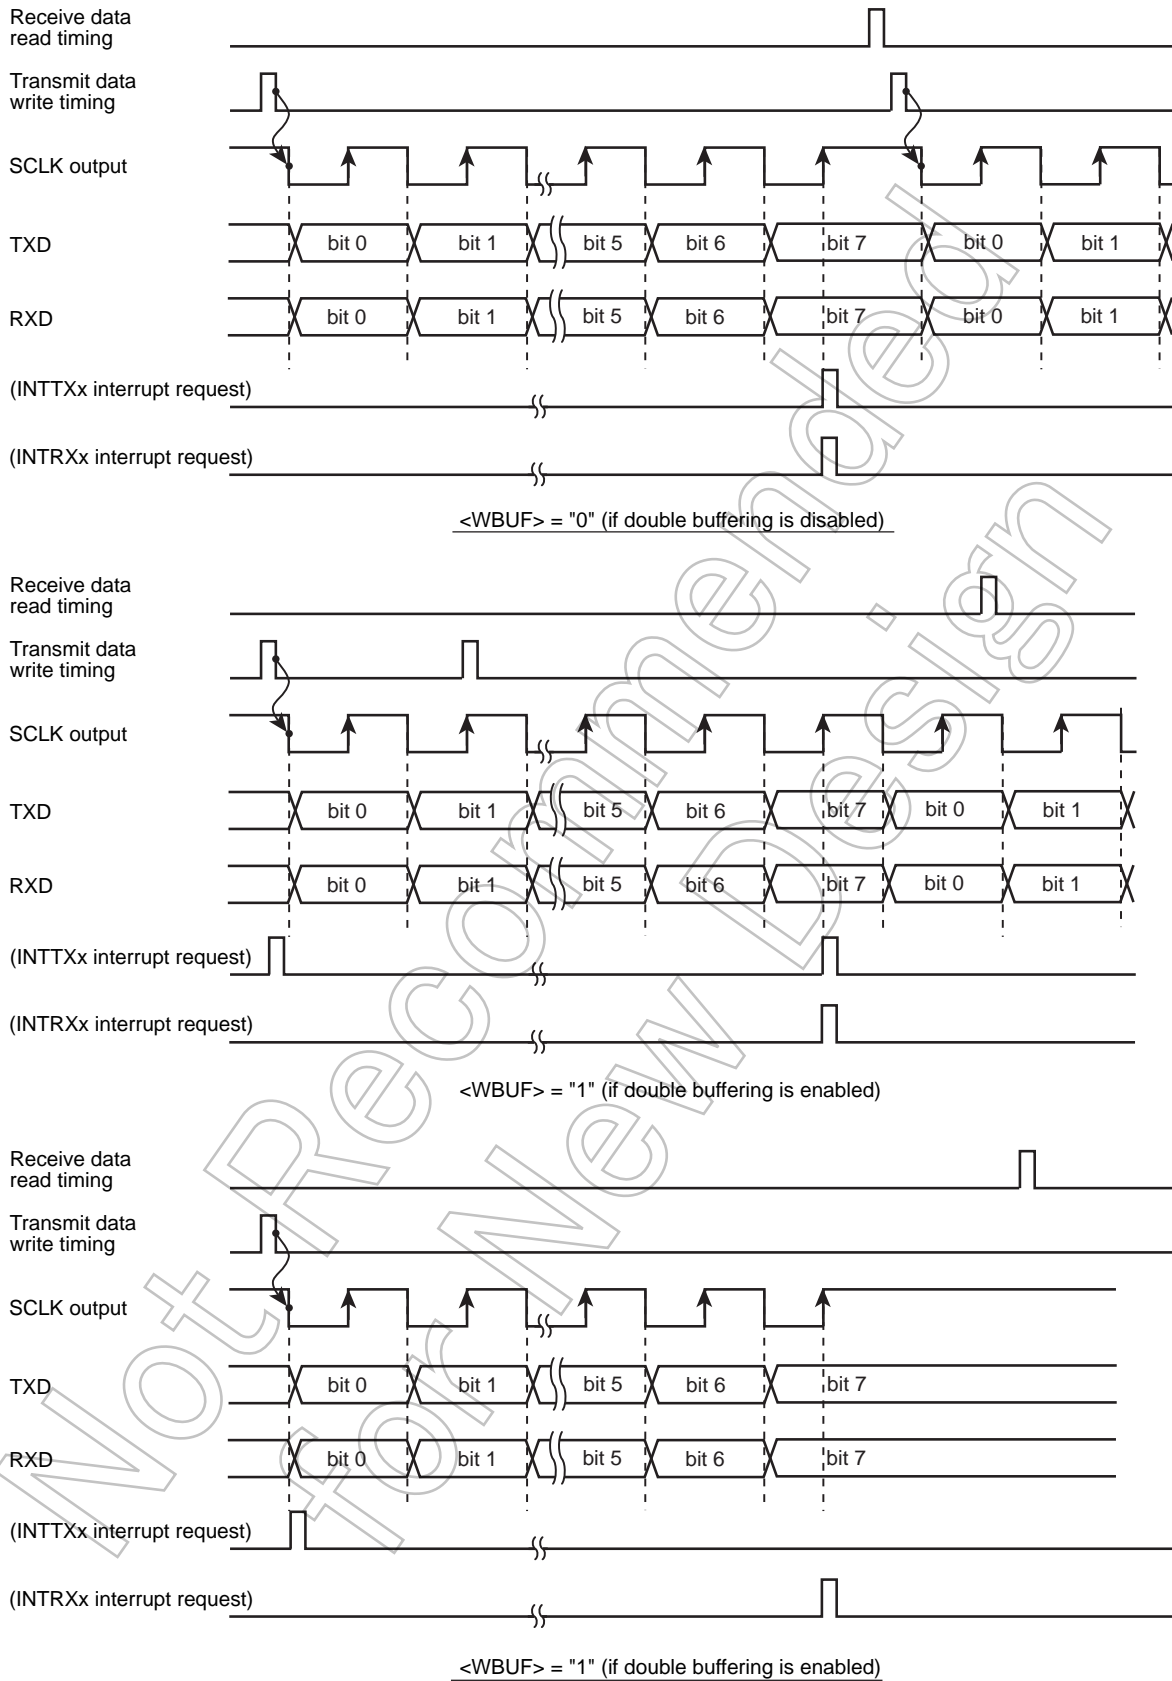 Receive data
read timing
Transmit data
write timing
SCLK output
TXD bit 0 bit 1 bit 5 bit 6 bit 7 bit 0 bit 1
RXD bit 0 bit 1 bit 5 bit 6 bit 7 bit 0 bit 1
(INTTXx interrupt request)
(INTRXx interrupt request)
<WBUF> = "0" (if double buffering is disabled)
Receive data
read timing
Transmit data
write timing
SCLK output
TXD bit 0 bit 1 bit 5 bit 6 bit 7 bit 0 bit 1
RXD bit 0 bit 1 bit 5 bit 6 bit 7 bit 0 bit 1
(INTTXx interrupt request)
(INTRXx interrupt request)
<WBUF> = "1" (if double buffering is enabled)
Receive data
read timing
Transmit data
write timing
SCLK output
TXD bit 0 bit 1 bit 5 bit 6 bit 7
RXD bit 0 bit 1 bit 5 bit 6 bit 7
(INTTXx interrupt request)
(INTRXx interrupt request)
<WBUF> = "1" (if double buffering is enabled)
Not Recommended
for New Design